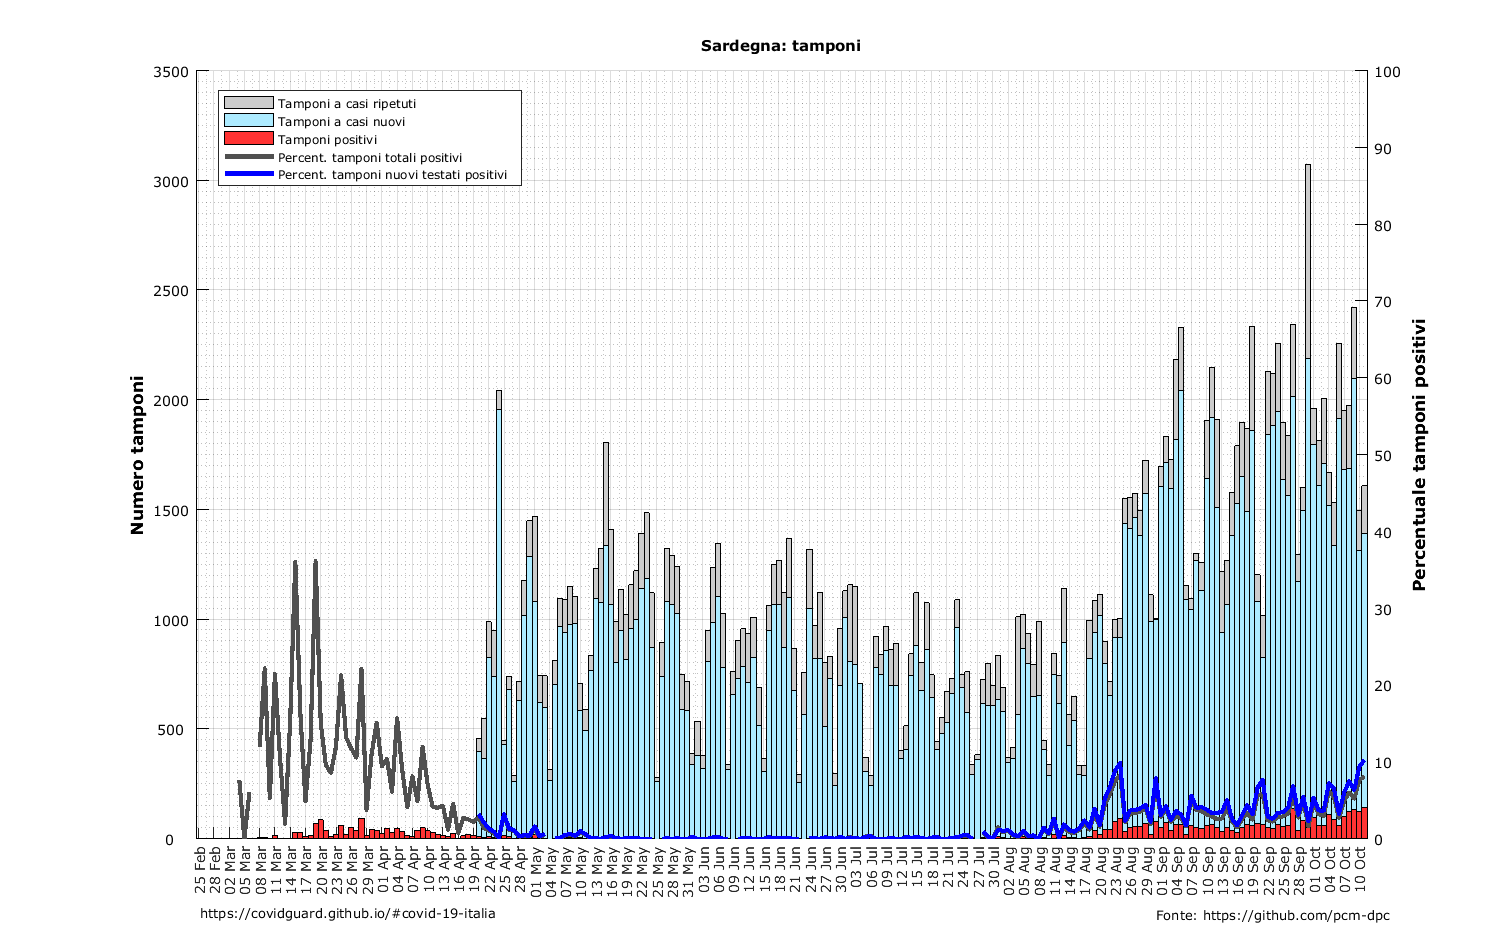 Sardegna: tamponi
3500
3000
2500
2000
1500
1000
500
0
Numero tamponi
Tamponi a casi ripetuti
Tamponi a casi nuovi
Tamponi positivi
Percent. tamponi totali positivi
Percent. tamponi nuovi testati positivi
100
90
80
70
60
50
40
30
20
10
0
Percentuale tamponi positivi
25 Feb
28 Feb
02 Mar
05 Mar
08 Mar
11 Mar
14 Mar
17 Mar
20 Mar
23 Mar
26 Mar
29 Mar
01 Apr
04 Apr
07 Apr
10 Apr
13 Apr
16 Apr
19 Apr
22 Apr
25 Apr
28 Apr
01 May
04 May
07 May
10 May
13 May
16 May
19 May
22 May
25 May
28 May
31 May
03 Jun
06 Jun
09 Jun
12 Jun
15 Jun
18 Jun
21 Jun
24 Jun
27 Jun
30 Jun
03 Jul
06 Jul
09 Jul
12 Jul
15 Jul
18 Jul
21 Jul
24 Jul
27 Jul
30 Jul
02 Aug
05 Aug
08 Aug
11 Aug
14 Aug
17 Aug
20 Aug
23 Aug
26 Aug
29 Aug
01 Sep
04 Sep
07 Sep
10 Sep
13 Sep
16 Sep
19 Sep
22 Sep
25 Sep
28 Sep
01 Oct
04 Oct
07 Oct
10 Oct
https://covidguard.github.io/#covid-19-italia
Fonte: https://github.com/pcm-dpc